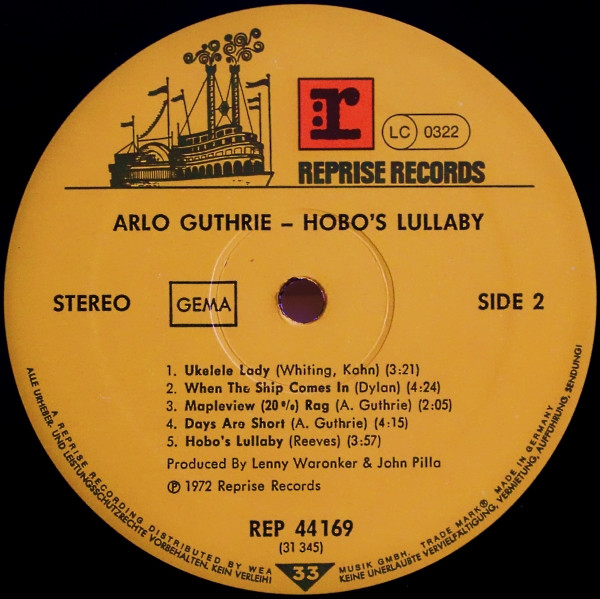 r
LC 0322
REPRISE RECORDS
ARLO GUTHRIE – HOBO'S LULLABY
STEREO
GEMA
SIDE 2
1. Ukelele Lady (Whiting, Kahn) (3:21)
2. When The Ship Comes In (Dylan) (4:24)
3. Mapleview (20%) Rag (A. Guthrie) (2:05)
4. Days Are Short (A. Guthrie) (4:15)
5. Hobo's Lullaby (Reeves) (3:57)
Produced By Lenny Waronker & John Pilla
Ⓟ 1972 Reprise Records
REP 44 169
(31 345)
A REPRISE RECORDING DISTRIBUTED BY WEA MUSIK GMBH. TRADE MARK® MADE IN GERMANY
ALLE URHEBER- UND LEISTUNGSSCHUTZRECHTE VORBEHALTEN. KEIN VERLEIH! KEINE UNERLAUBTE VERVIELFÄLTIGUNG, VERMIETUNG, AUFFÜHRUNG, SENDUNG!
33